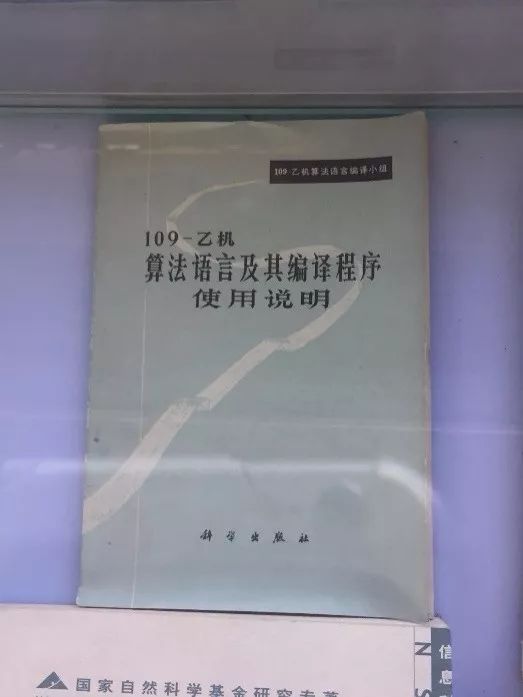 109-乙机算法语言编译小组
109-乙机
算法语言及其编译程序
使用说明
科学出版社
国家自然科学基金研究专著
信息
N
S